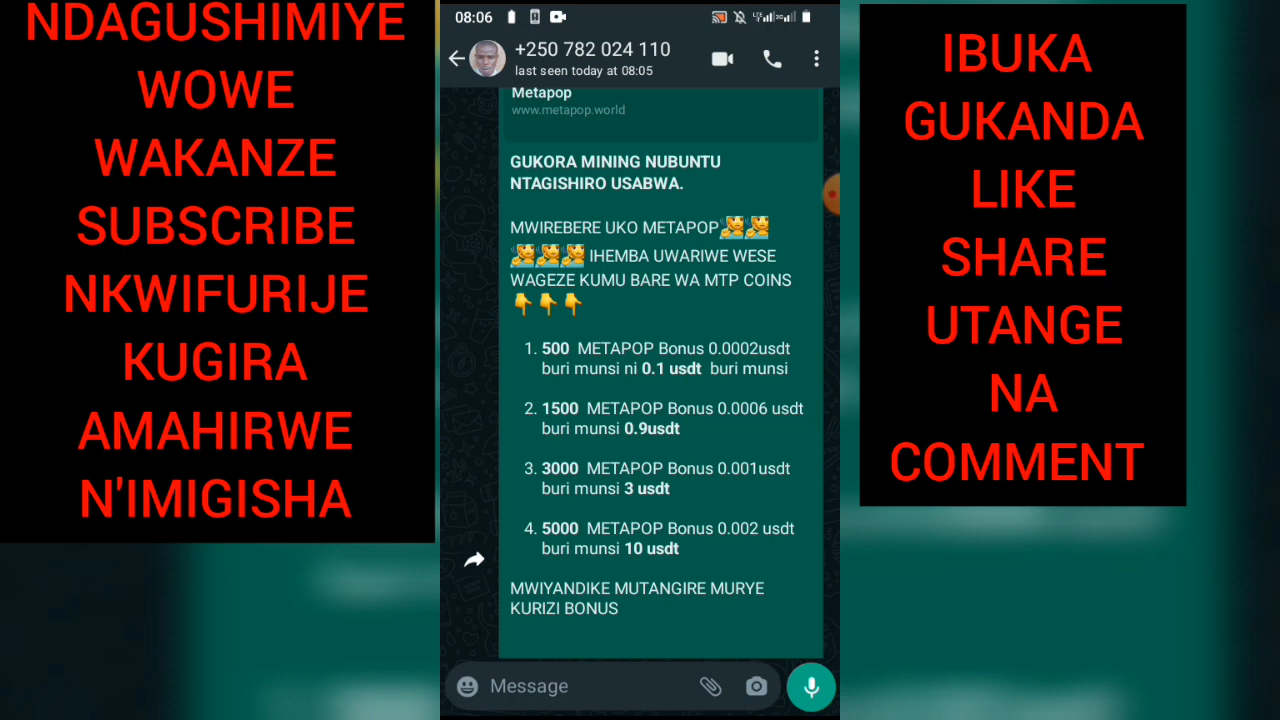 NDAGUSHIMIYE
WOWE
WAKANZE
SUBSCRIBE
NKWIFURIJE
KUGIRA
AMAHIRWE
N'IMIGISHA
08:06
+250 782 024 110
last seen today at 08:05
Metapop
www.metapop.world
GUKORA MINING NUBUNTU
NTAGISHIRO USABWA.
MWIREBERE UKO METAPOP🧏🧏
🧏🧏🧏 IHEMBA UWARIWE WESE
WAGEZE KUMU BARE WA MTP COINS
👇👇👇
1. 500 METAPOP Bonus 0.0002usdt
buri munsi ni 0.1 usdt buri munsi
2. 1500 METAPOP Bonus 0.0006 usdt
buri munsi 0.9usdt
3. 3000 METAPOP Bonus 0.001usdt
buri munsi 3 usdt
4. 5000 METAPOP Bonus 0.002 usdt
buri munsi 10 usdt
MWIYANDIKE MUTANGIRE MURYE
KURIZI BONUS
Message
IBUKA
GUKANDA
LIKE
SHARE
UTANGE
NA
COMMENT